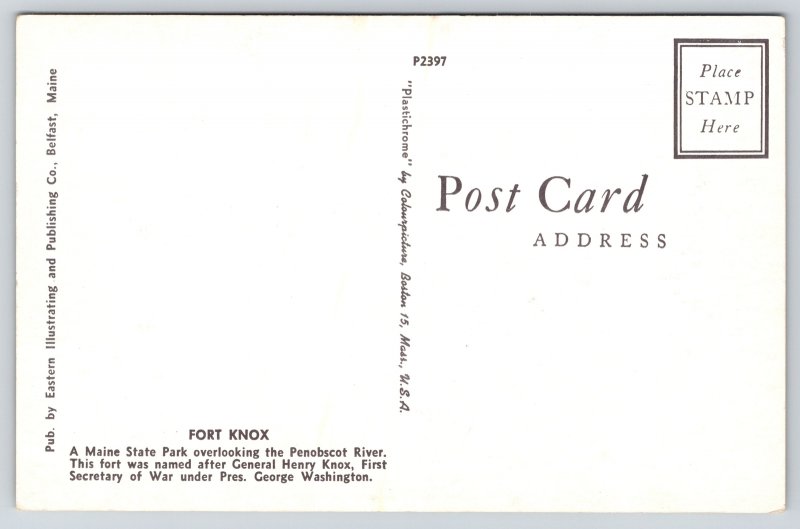 Pub. by Eastern Illustrating and Publishing Co., Belfast, Maine
FORT KNOX
A Maine State Park overlooking the Penobscot River.
This fort was named after General Henry Knox, First
Secretary of War under Pres. George Washington.
P2397
"Plastichrome" by Colourpicture, Boston 15, Mass., U.S.A.
Place
STAMP
Here
Post Card
ADDRESS